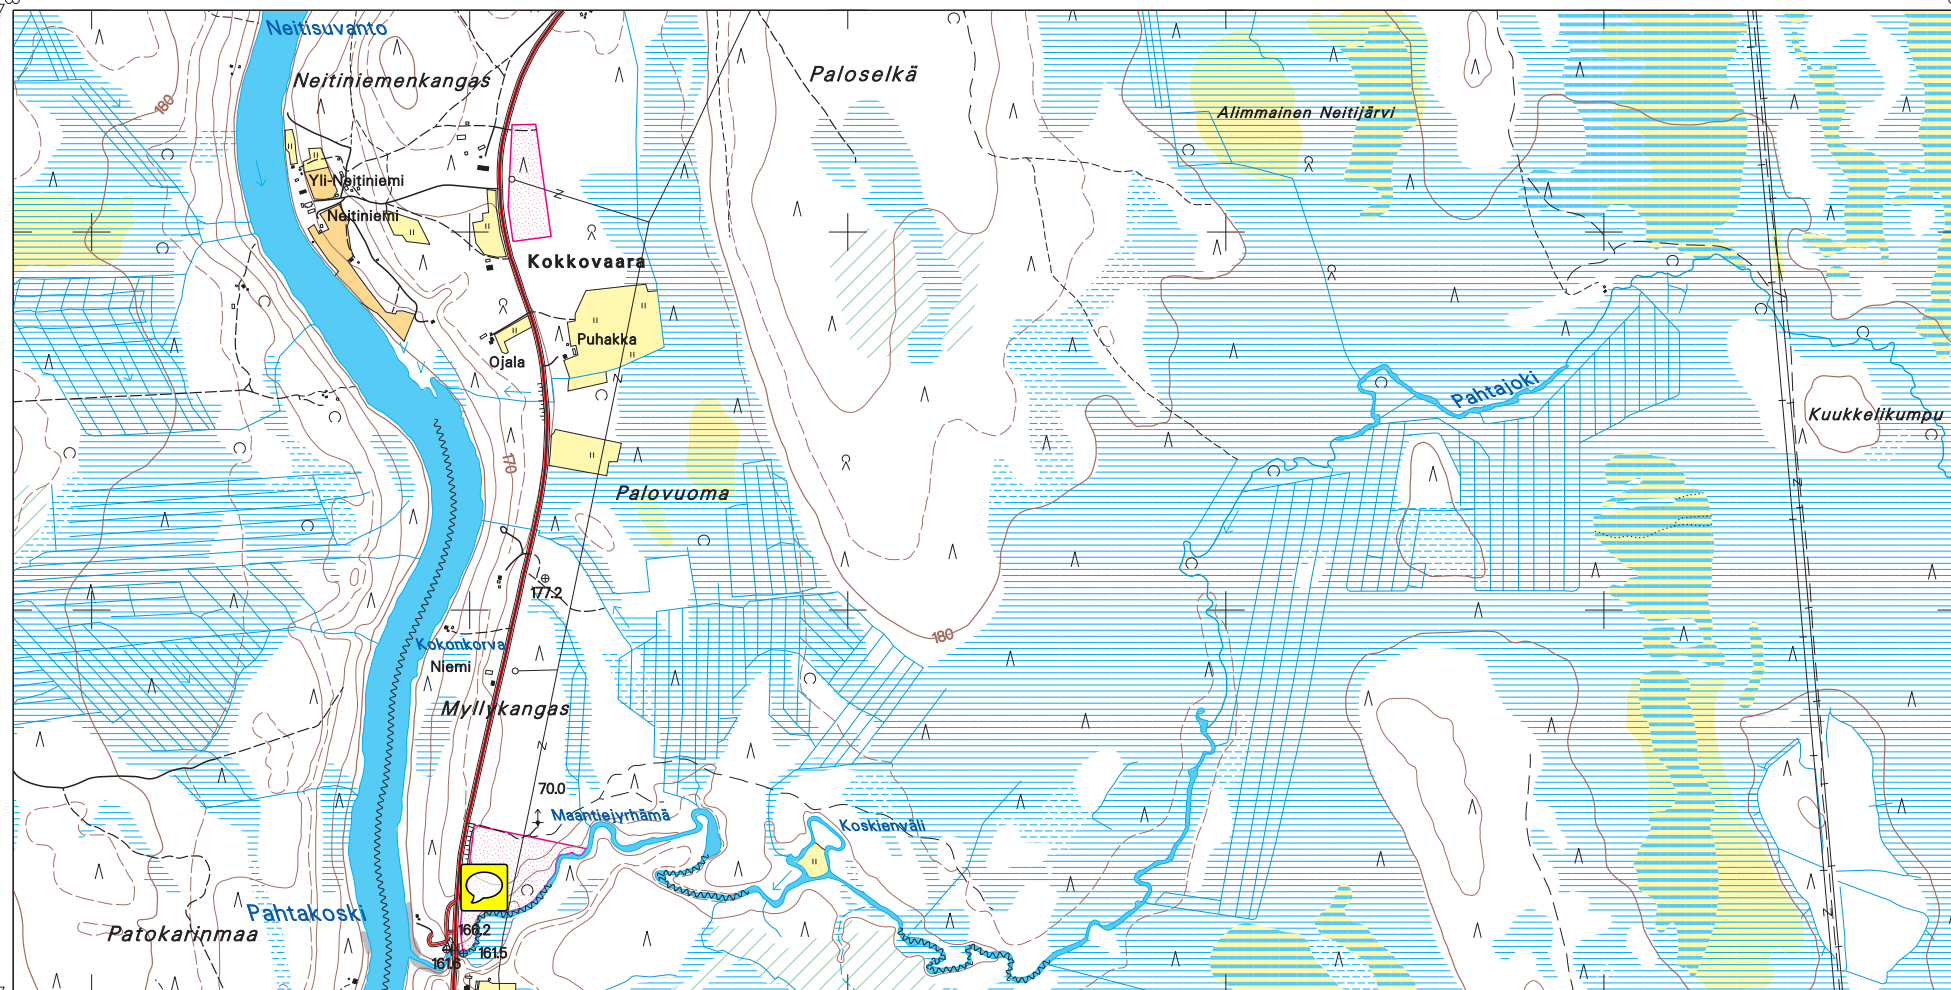 Neitisuvanto
Neitiniemenkangas
Paloselkä
180
Alimmainen Neitijärvi
Yli-Neitiniemi
Neitiniemi
Kokkovaara
Puhakka
Ojala
Pahtajoki
Kuukkelikumpu
170
Palovuoma
177.2
180
Kokonkorva
Niemi
Myllykangas
70.0
Maantiejyrhämä
Koskienväli
Pahtakoski
Patokarinmaa
166.2
161.5
161.6